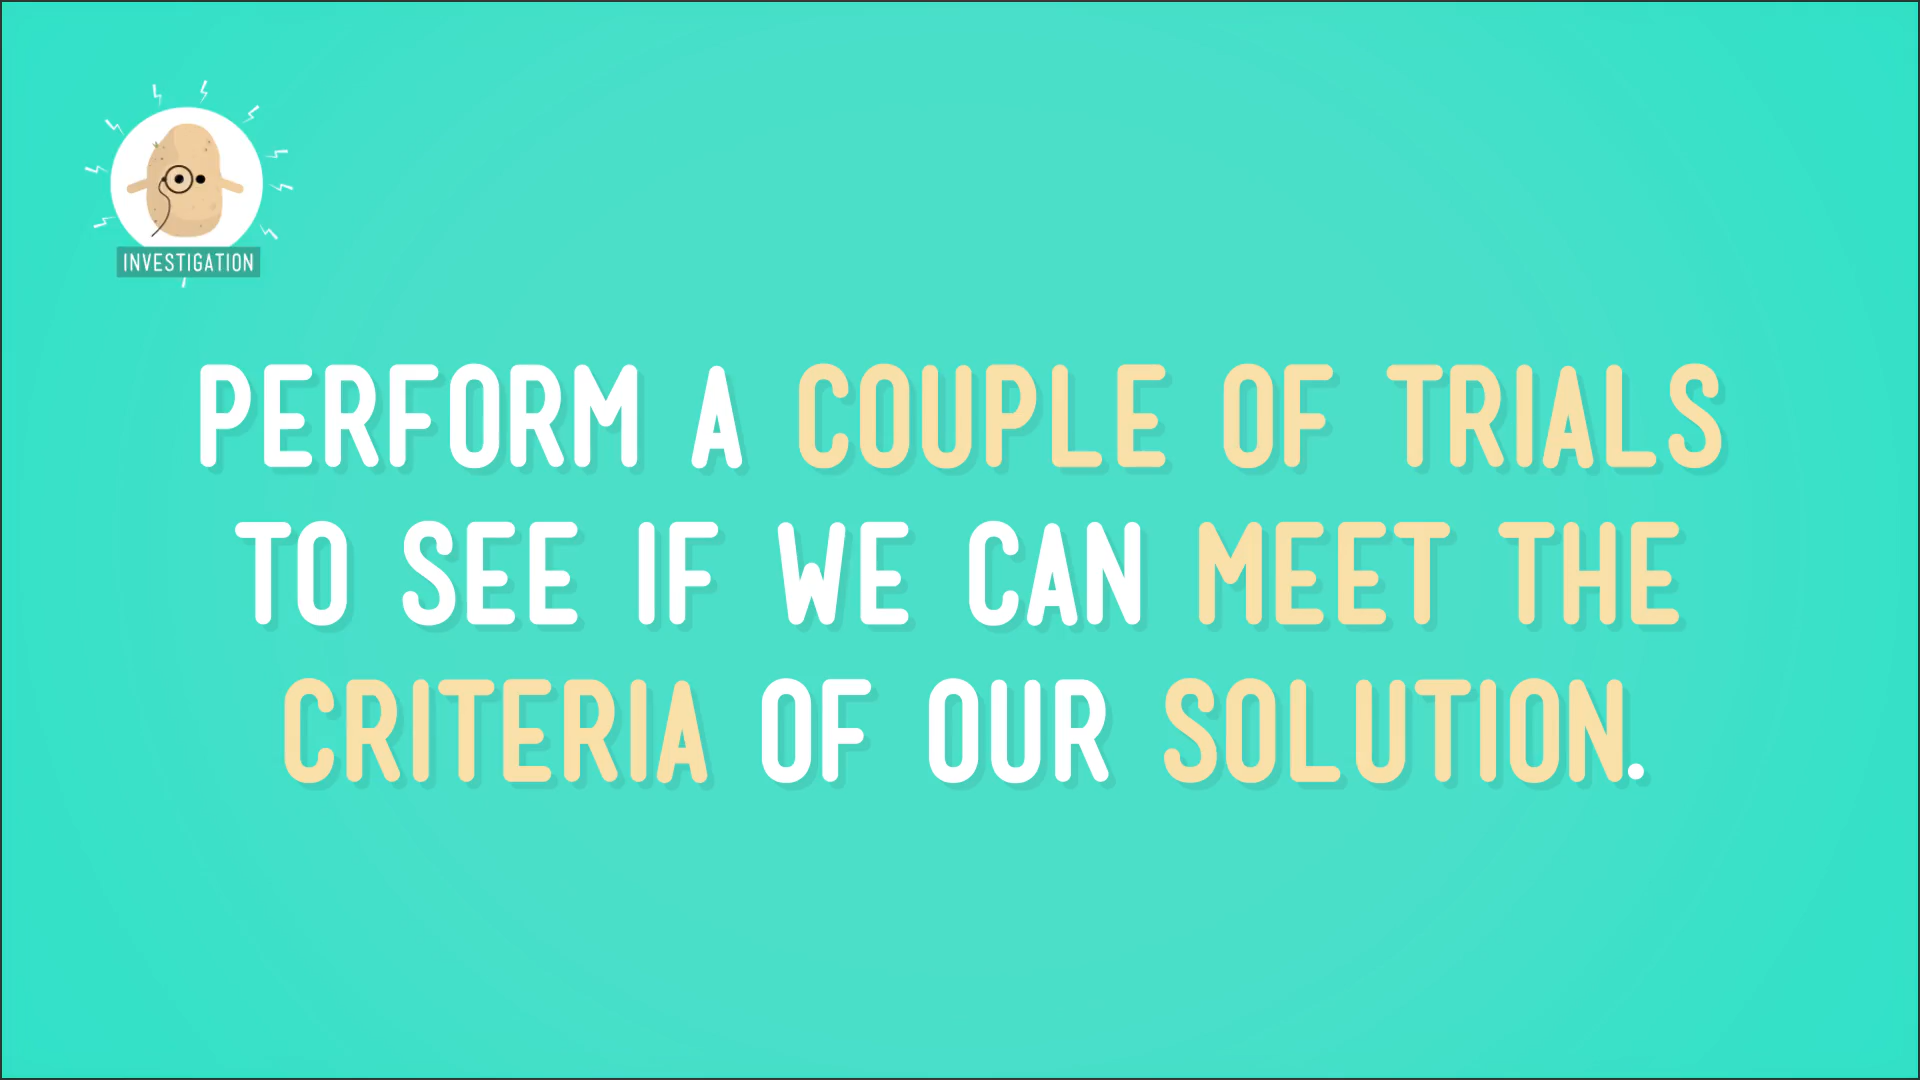 INVESTIGATION
PERFORM A COUPLE OF TRIALS
TO SEE IF WE CAN MEET THE
CRITERIA OF OUR SOLUTION.